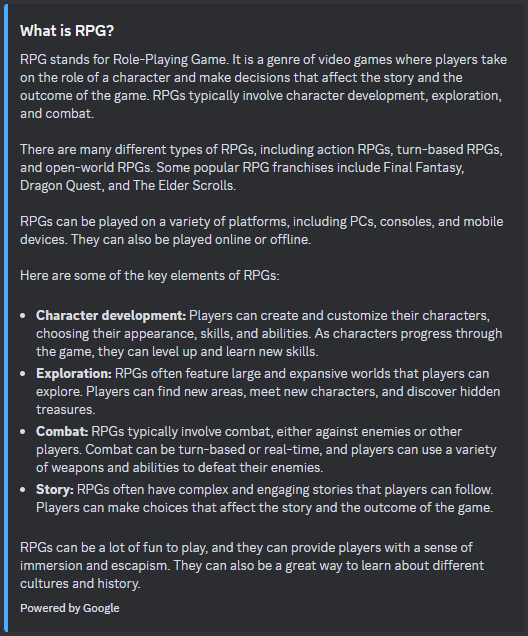 What is RPG?
RPG stands for Role-Playing Game. It is a genre of video games where players take
on the role of a character and make decisions that affect the story and the
outcome of the game. RPGs typically involve character development, exploration,
and combat.
There are many different types of RPGs, including action RPGs, turn-based RPGs,
and open-world RPGs. Some popular RPG franchises include Final Fantasy,
Dragon Quest, and The Elder Scrolls.
RPGs can be played on a variety of platforms, including PCs, consoles, and mobile
devices. They can also be played online or offline.
Here are some of the key elements of RPGs:
• Character development: Players can create and customize their characters,
choosing their appearance, skills, and abilities. As characters progress through
the game, they can level up and learn new skills.
• Exploration: RPGs often feature large and expansive worlds that players can
explore. Players can find new areas, meet new characters, and discover hidden
treasures.
• Combat: RPGs typically involve combat, either against enemies or other
players. Combat can be turn-based or real-time, and players can use a variety
of weapons and abilities to defeat their enemies.
• Story: RPGs often have complex and engaging stories that players can follow.
Players can make choices that affect the story and the outcome of the game.
RPGs can be a lot of fun to play, and they can provide players with a sense of
immersion and escapism. They can also be a great way to learn about different
cultures and history.
Powered by Google